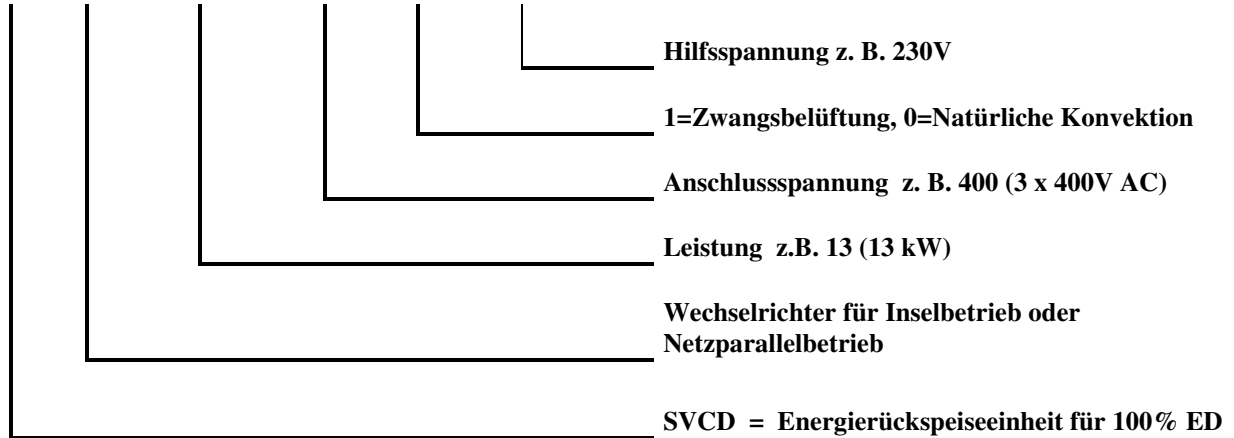 Hilfsspannung z. B. 230V
1=Zwangsbelüftung, 0=Natürliche Konvektion
Anschlussspannung z. B. 400 (3 x 400V AC)
Leistung z.B. 13 (13 kW)
Wechselrichter für Inselbetrieb oder
Netzparallelbetrieb
SVCD = Energierückspeiseeinheit für 100% ED